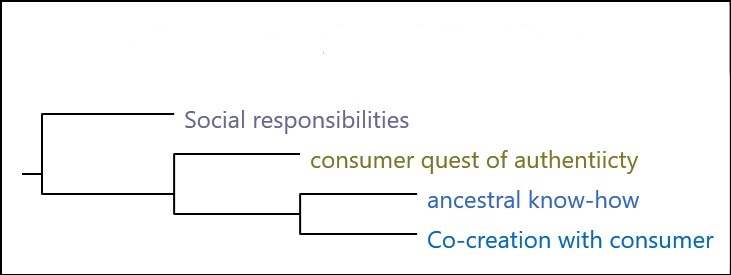 Social responsibilities
consumer quest of authentiicty
ancestral know-how
Co-creation with consumer